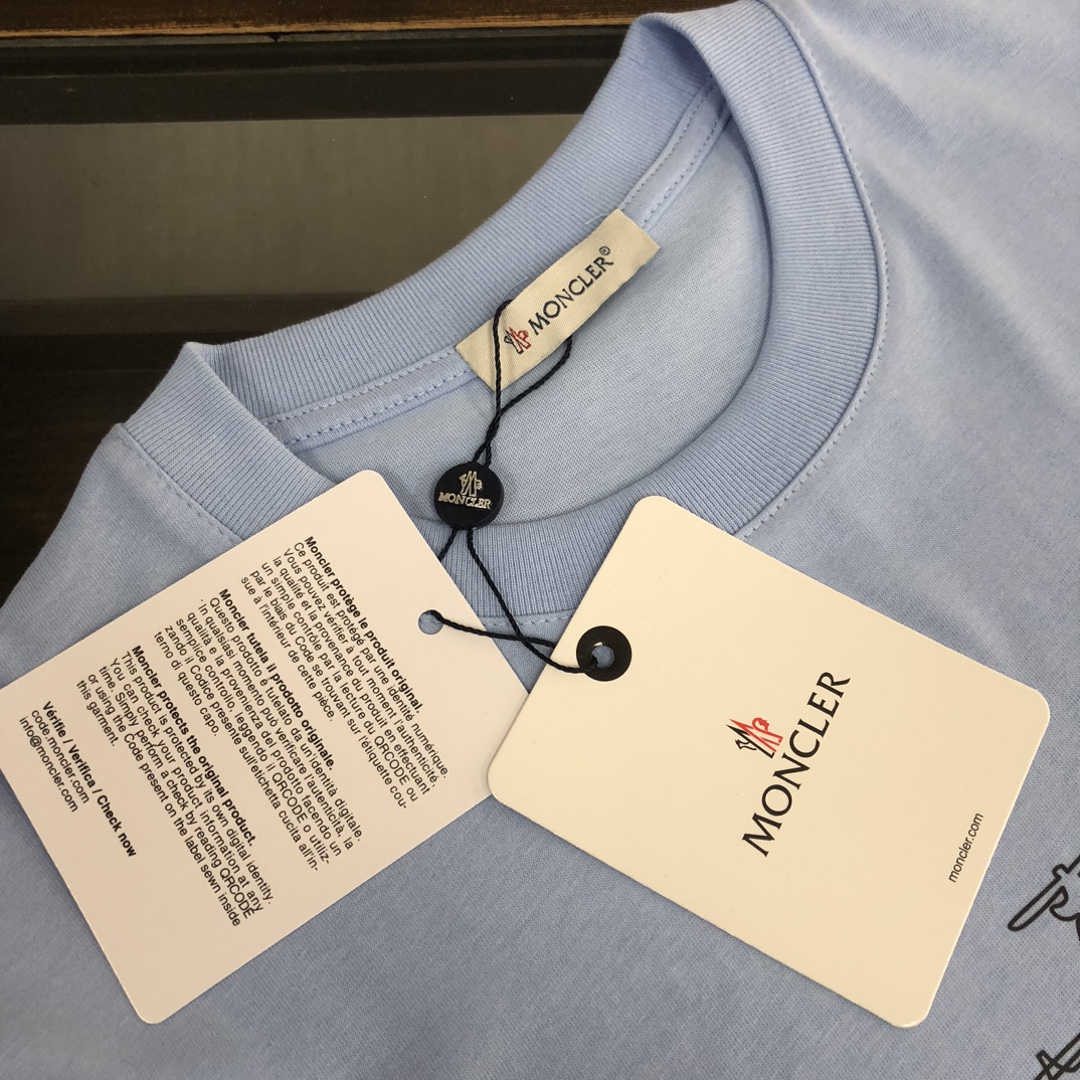 MONCLER®
MONCLER
Moncler protège le produit original.
Ce produit est protégé par une identité numérique.
Vous pouvez vérifier à tout moment l'authenticité,
la qualité et la provenance du produit en effectuant
un simple contrôle par la lecture du QRCODE ou
par le biais du Code se trouvant sur l'étiquette cou-
sue à l'intérieur de cette pièce.
Moncler tutela il prodotto originale.
Questo prodotto é tutelato da un'identità digitale.
In qualsiasi momento può verificare l'autenticità, la
qualità e la provenienza del prodotto facendo un
semplice controllo, leggendo il QRCODE o utiliz-
zando il Codice presente sull'etichetta cucita all'in-
terno di questo capo.
Moncler protects the original product.
This product is protected by its own digital identity.
You can check your product information at any
time. Simply perform a check by reading QRCODE
or using the Code present on the label sewn inside
this garment.
Vérifie / Verifica / Check now
code.moncler.com
info@moncler.com
MONCLER
moncler.com